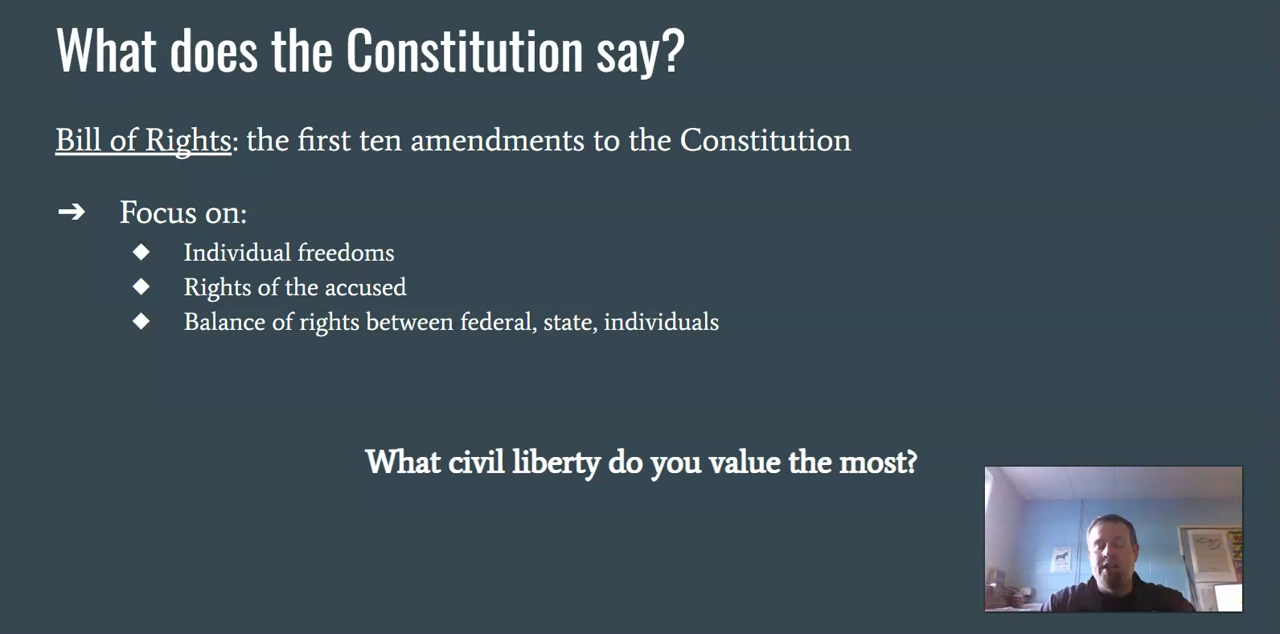 What does the Constitution say?
Bill of Rights: the first ten amendments to the Constitution
➔ Focus on:
◆ Individual freedoms
◆ Rights of the accused
◆ Balance of rights between federal, state, individuals
What civil liberty do you value the most?